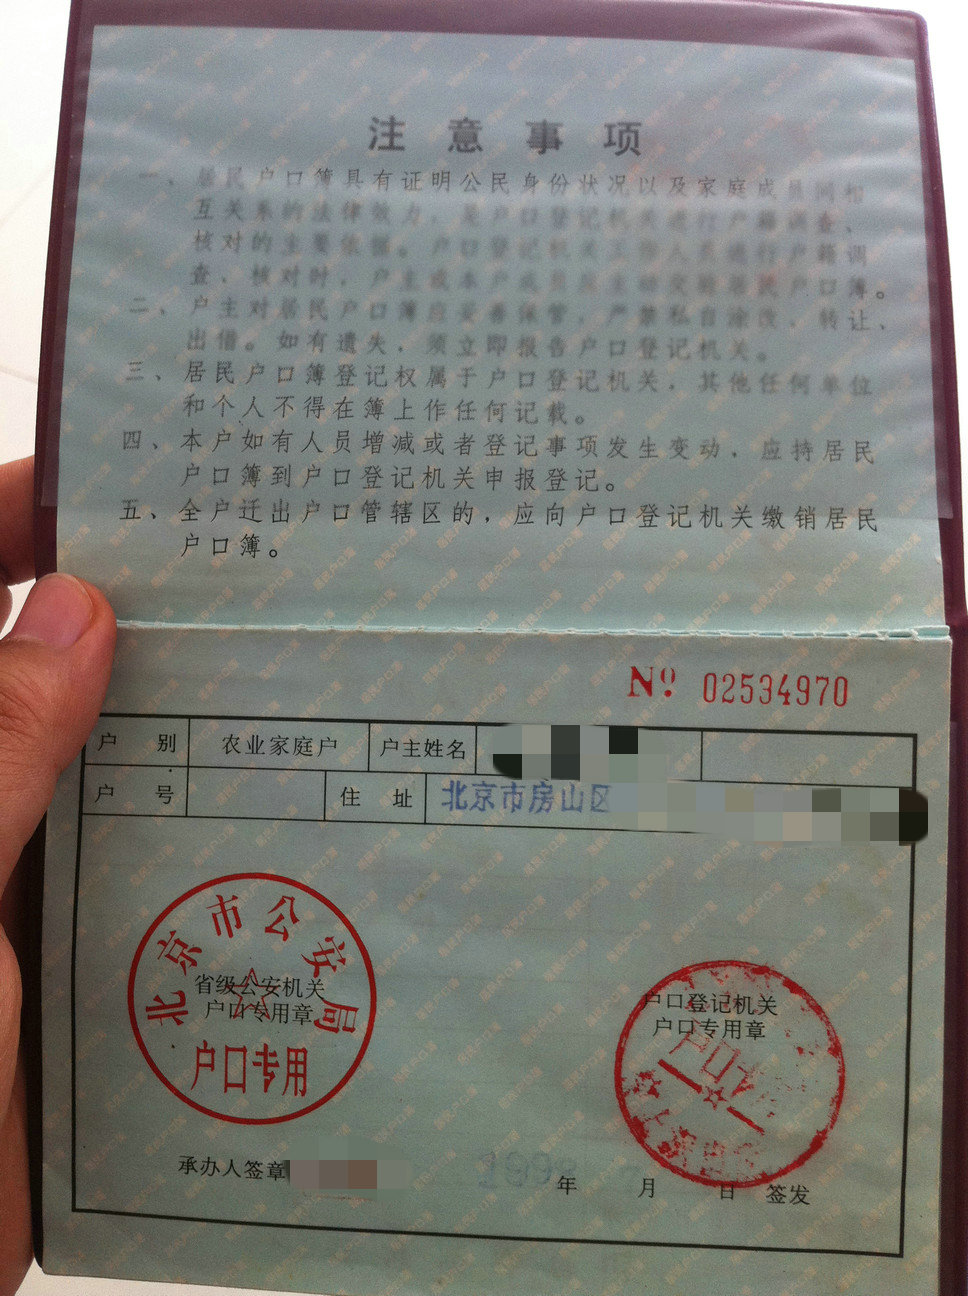 注意事项
一、居民户口簿具有证明公民身份状况以及家庭成员间相
互关系的法律效力，是户口登记机关进行户籍调查、
核对的主要依据。户口登记机关工作人员进行户籍调
查、核对时，户主或本户成员应主动交验居民户口簿。
二、户主对居民户口簿应妥善保管，严禁私自涂改、转让、
出借。如有遗失，须立即报告户口登记机关。
三、居民户口簿登记权属于户口登记机关，其他任何单位
和个人不得在簿上作任何记载。
四、本户如有人员增减或者登记事项发生变动，应持居民
户口簿到户口登记机关申报登记。
五、全户迁出户口管辖区的，应向户口登记机关缴销居民
户口簿。
№ 02534970
户 别 农业家庭户 户主姓名
户 号 住 址 北京市房山区
北京市公安局
省级公安机关
户口专用章
户口专用
户口登记机关
户口专用章
承办人签章 年 月 日 签发